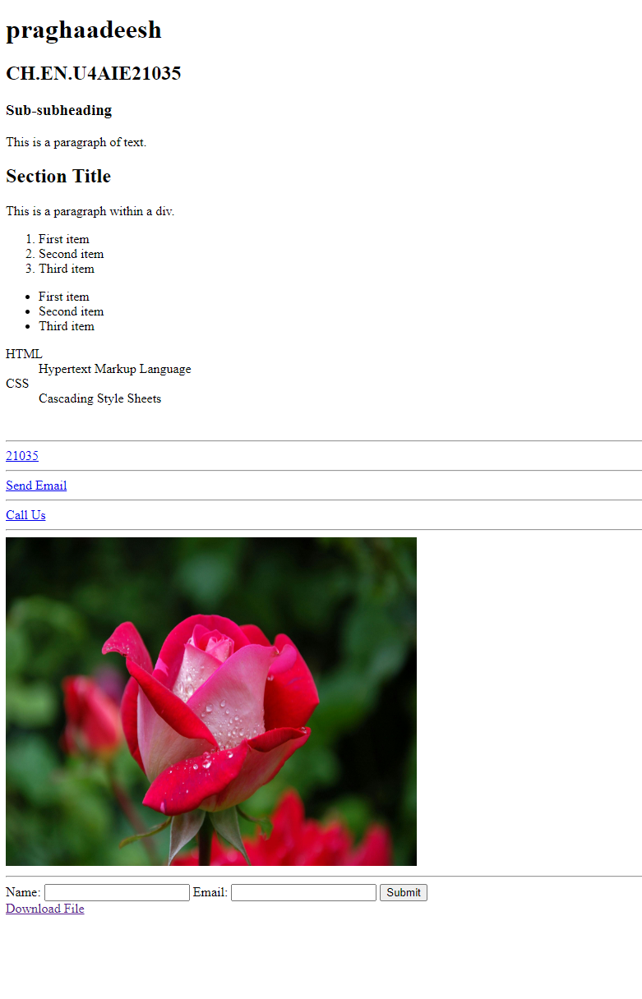 praghaadeesh
CH.EN.U4AIE21035
Sub-subheading
This is a paragraph of text.
Section Title
This is a paragraph within a div.
1. First item
2. Second item
3. Third item
• First item
• Second item
• Third item
HTML
Hypertext Markup Language
CSS
Cascading Style Sheets
21035
Send Email
Call Us
Name: Email: Submit
Download File